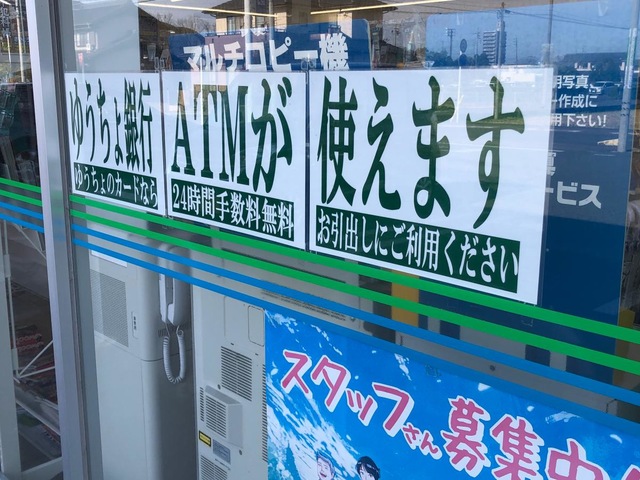 マルチコピー機
ゆうちょ銀行
ゆうちょのカードなら
ATMが
24時間手数料無料
使えます
お引出しにご利用ください
明写真、
作成に
用下さい!
ービス
スタッフさん募集中